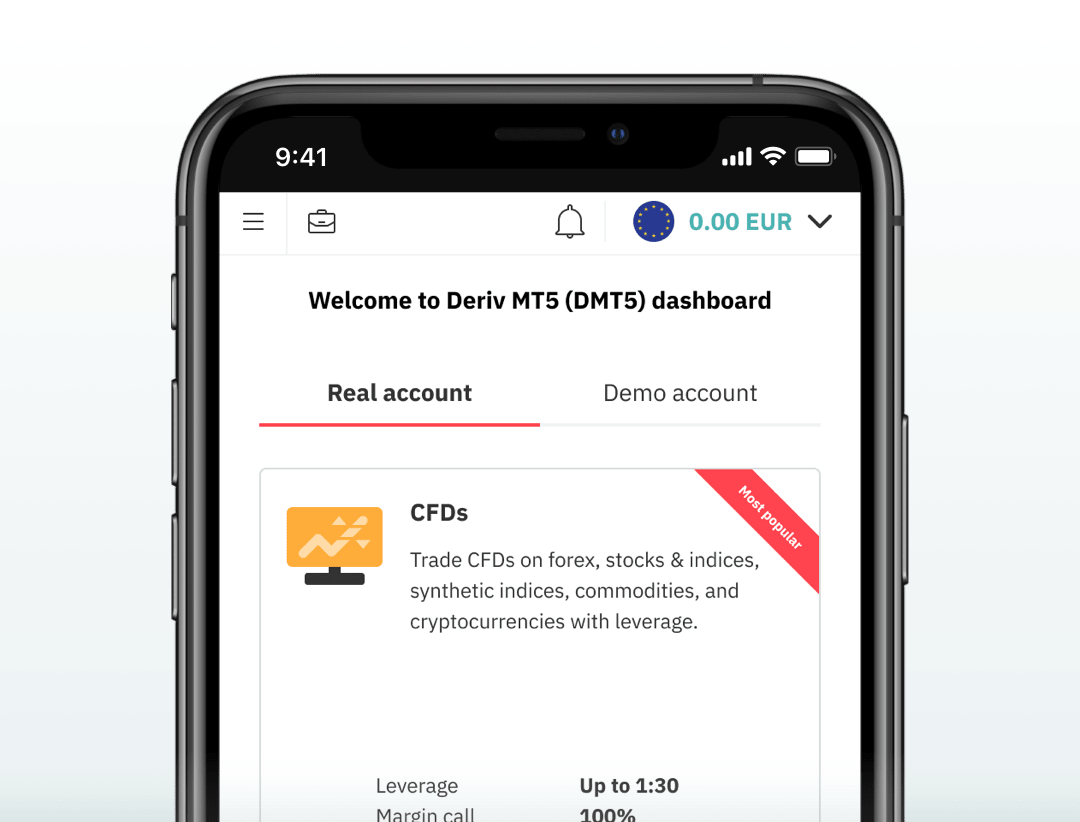 9:41
0.00 EUR
Welcome to Deriv MT5 (DMT5) dashboard
Real account
Demo account
Most popular
CFDs
Trade CFDs on forex, stocks & indices,
synthetic indices, commodities, and
cryptocurrencies with leverage.
Leverage Up to 1:30
Margin call 100%